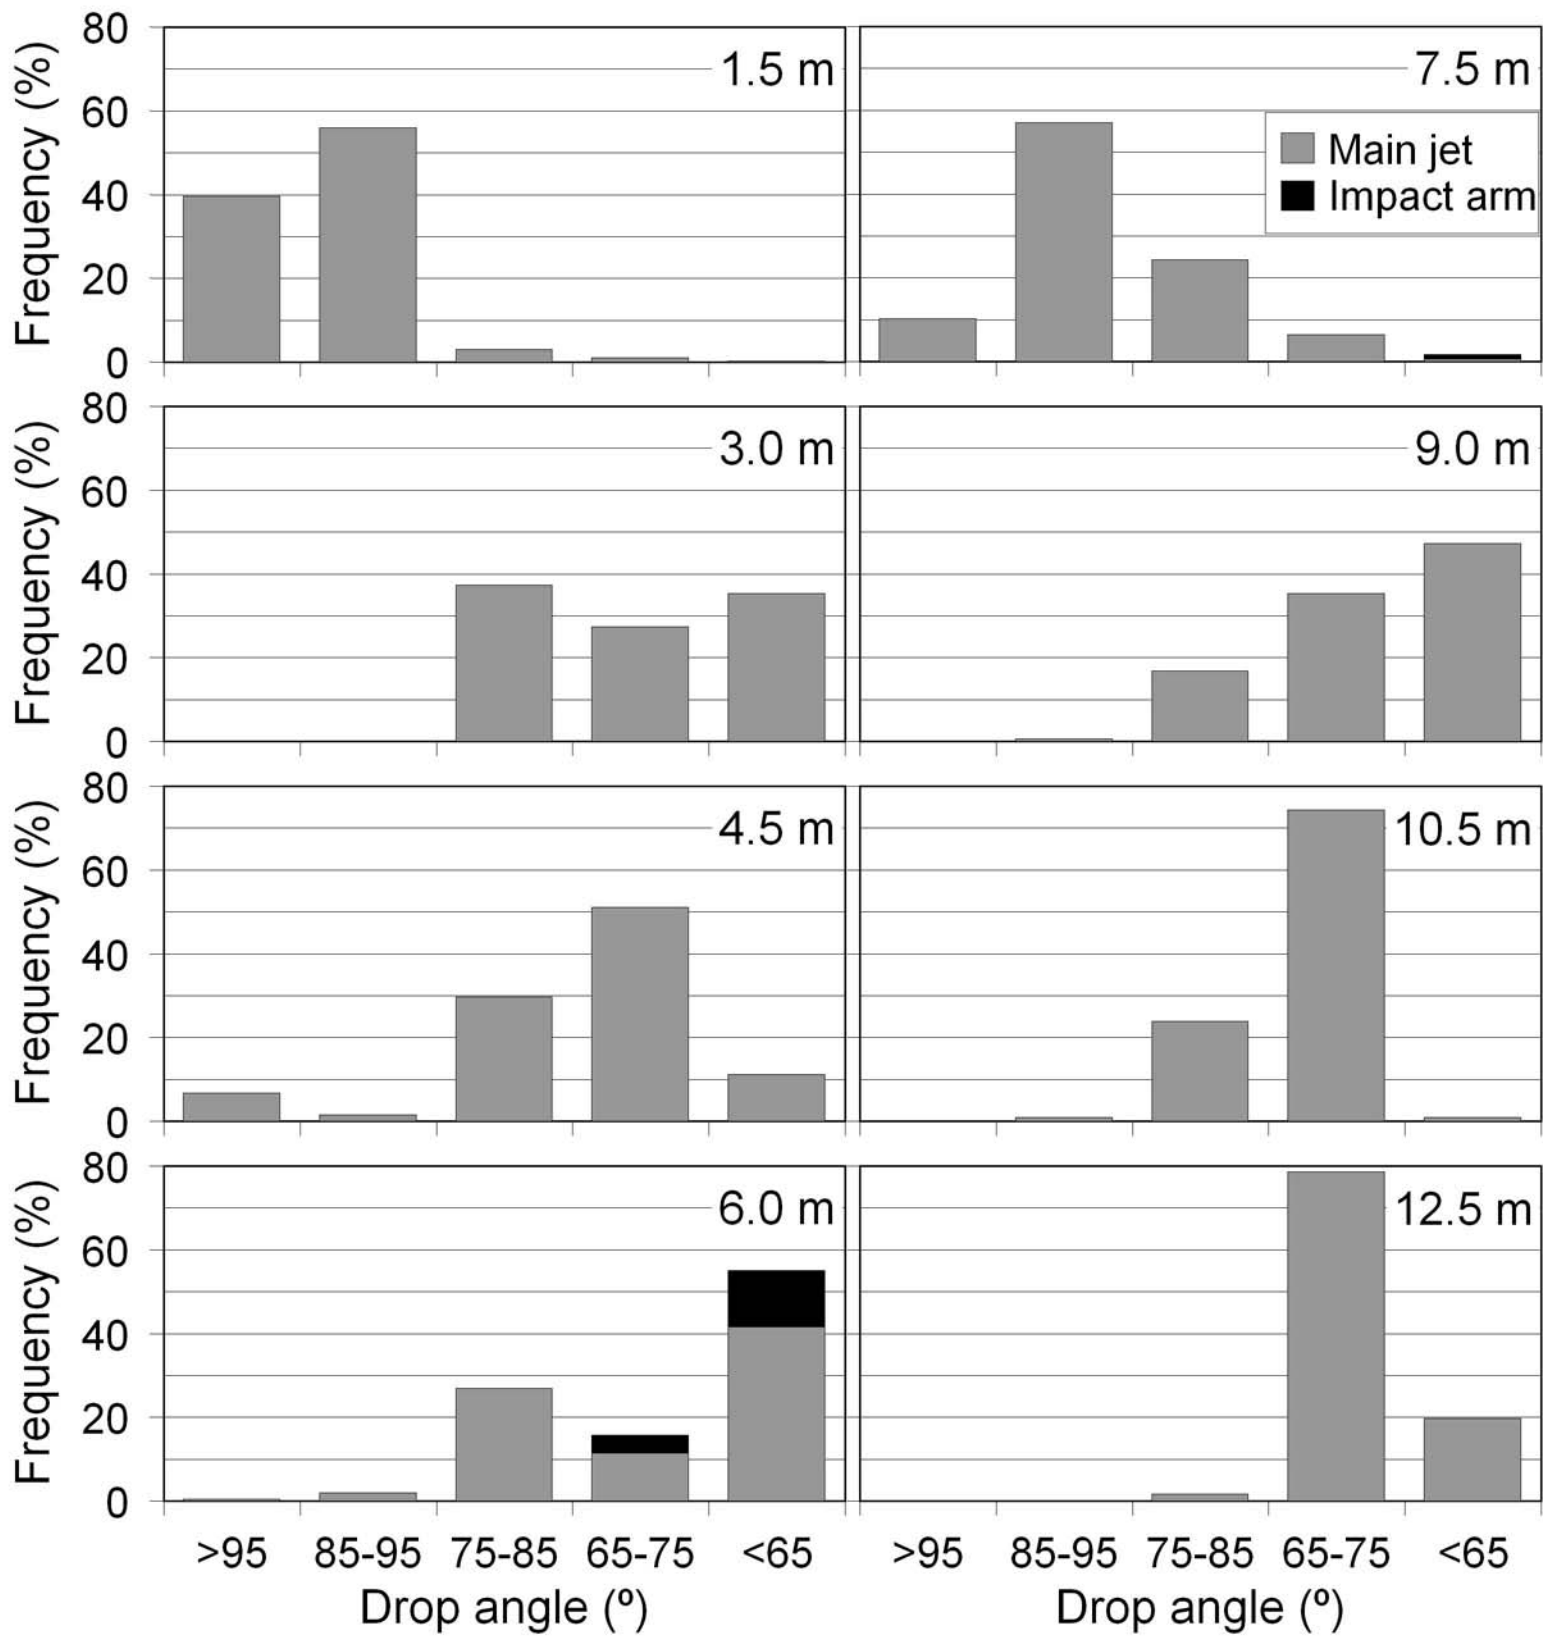 Frequency (%)
80
60
40
20
0
1.5 m
7.5 m
Main jet
Impact arm
Frequency (%)
80
60
40
20
0
3.0 m
9.0 m
Frequency (%)
80
60
40
20
0
4.5 m
10.5 m
Frequency (%)
80
60
40
20
0
6.0 m
12.5 m
>95 85-95 75-85 65-75 <65
>95 85-95 75-85 65-75 <65
Drop angle (º)
Drop angle (º)